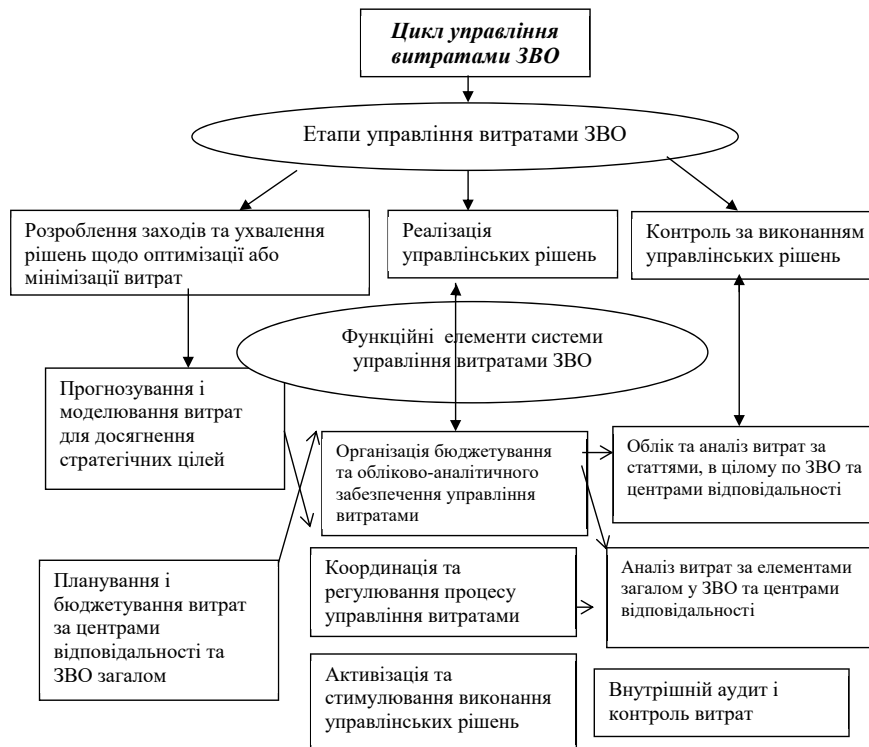 Цикл управління
витратами ЗВО
Етапи управління витратами ЗВО
Розроблення заходів та ухвалення
рішень щодо оптимізації або
мінімізації витрат
Реалізація
управлінських рішень
Контроль за виконанням
управлінських рішень
Функційні елементи системи
управління витратами ЗВО
Прогнозування і
моделювання витрат
для досягнення
стратегічних цілей
Організація бюджетування
та обліково-аналітичного
забезпечення управління
витратами
Облік та аналіз витрат за
статтями, в цілому по ЗВО та
центрами відповідальності
Планування і
бюджетування витрат
за центрами
відповідальності та
ЗВО загалом
Координація та
регулювання процесу
управління витратами
Аналіз витрат за елементами
загалом у ЗВО та центрами
відповідальності
Активізація та
стимулювання виконання
управлінських рішень
Внутрішній аудит і
контроль витрат